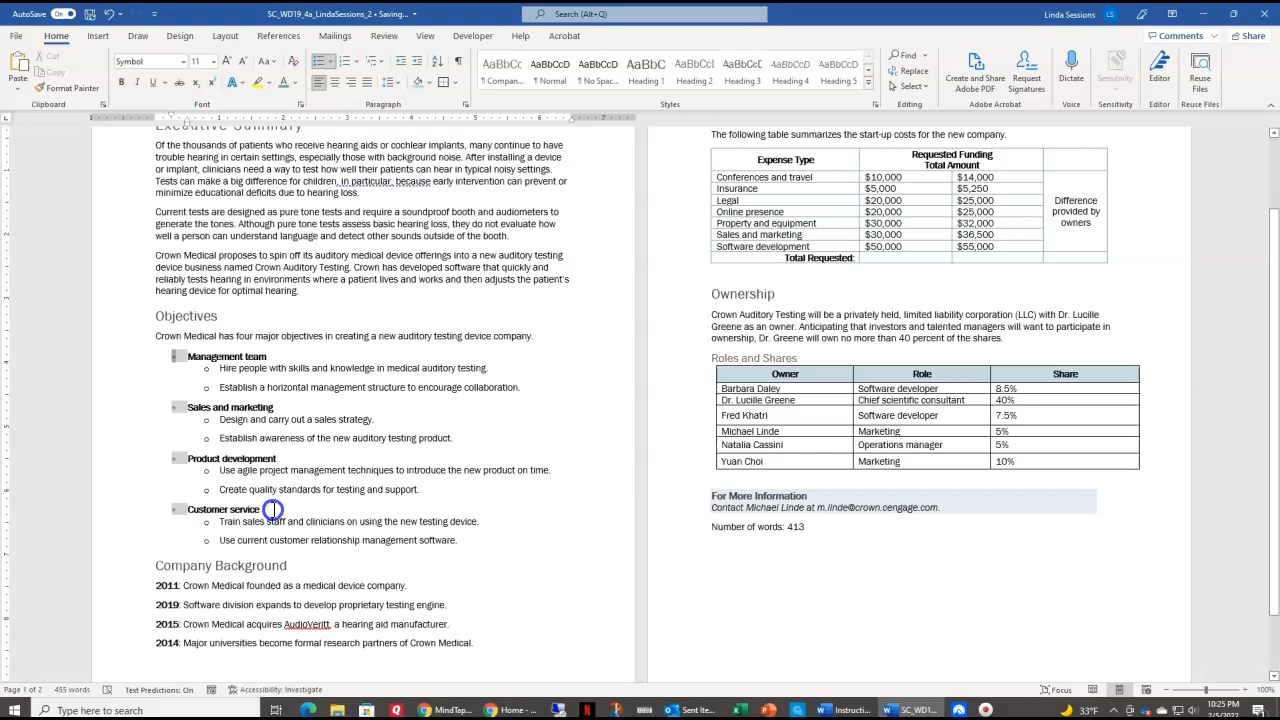 AutoSave
On
SC_WD19_4a_LindaSessions_2 • Saving...
Search (Alt+Q)
Linda Sessions
LS
File
Home
Insert
Draw
Design
Layout
References
Mailings
Review
View
Developer
Help
Acrobat
Comments
Share
Paste
Cut
Copy
Format Painter
Symbol
11
AaBbCc
AaBbCcD
AaBbCcD
AaBbC
AaBbCcI
AaBbCcD
AaBbCcD
AaBbCcD
¶ Compan...
¶ Normal
¶ No Spac...
Heading 1
Heading 2
Heading 3
Heading 4
Heading 5
Find
Replace
Select
Create and Share
Adobe PDF
Request
Signatures
Dictate
Sensitivity
Editor
Reuse
Files
Clipboard
Font
Paragraph
Styles
Editing
Adobe Acrobat
Voice
Sensitivity
Editor
Reuse Files
Executive Summary
Of the thousands of patients who receive hearing aids or cochlear implants, many continue to have
trouble hearing in certain settings, especially those with background noise. After installing a device
or implant, clinicians need a way to test how well their patients can hear in typical noisy settings.
Tests can make a big difference for children, in particular, because early intervention can prevent or
minimize educational deficits due to hearing loss.
Current tests are designed as pure tone tests and require a soundproof booth and audiometers to
generate the tones. Although pure tone tests assess basic hearing loss, they do not evaluate how
well a person can understand language and detect other sounds outside of the booth.
Crown Medical proposes to spin off its auditory medical device offerings into a new auditory testing
device business named Crown Auditory Testing. Crown has developed software that quickly and
reliably tests hearing in environments where a patient lives and works and then adjusts the patient's
hearing device for optimal hearing.
Objectives
Crown Medical has four major objectives in creating a new auditory testing device company.
Management team
o Hire people with skills and knowledge in medical auditory testing.
o Establish a horizontal management structure to encourage collaboration.
Sales and marketing
o Design and carry out a sales strategy.
o Establish awareness of the new auditory testing product.
Product development
o Use agile project management techniques to introduce the new product on time.
o Create quality standards for testing and support.
Customer service
o Train sales staff and clinicians on using the new testing device.
o Use current customer relationship management software.
Company Background
2011: Crown Medical founded as a medical device company.
2019: Software division expands to develop proprietary testing engine.
2015: Crown Medical acquires AudioVeritt, a hearing aid manufacturer.
2014: Major universities become formal research partners of Crown Medical.
The following table summarizes the start-up costs for the new company.
Expense Type
Requested Funding
Total Amount
Conferences and travel $10,000 $14,000
Insurance $5,000 $5,250
Legal $20,000 $25,000
Online presence $20,000 $25,000
Property and equipment $30,000 $32,000
Sales and marketing $30,000 $36,500
Software development $50,000 $55,000
Total Requested:
Difference
provided by
owners
Ownership
Crown Auditory Testing will be a privately held, limited liability corporation (LLC) with Dr. Lucille
Greene as an owner. Anticipating that investors and talented managers will want to participate in
ownership, Dr. Greene will own no more than 40 percent of the shares.
Roles and Shares
Owner Role Share
Barbara Daley Software developer 8.5%
Dr. Lucille Greene Chief scientific consultant 40%
Fred Khatri Software developer 7.5%
Michael Linde Marketing 5%
Natalia Cassini Operations manager 5%
Yuan Choi Marketing 10%
For More Information
Contact Michael Linde at m.linde@crown.cengage.com.
Number of words: 413
Page 1 of 2
455 words
Text Predictions: On
Accessibility: Investigate
Focus
100%
Type here to search
MindTap...
Home - ...
Sent Ite...
Instructi...
SC_WD1...
33°F
10:25 PM